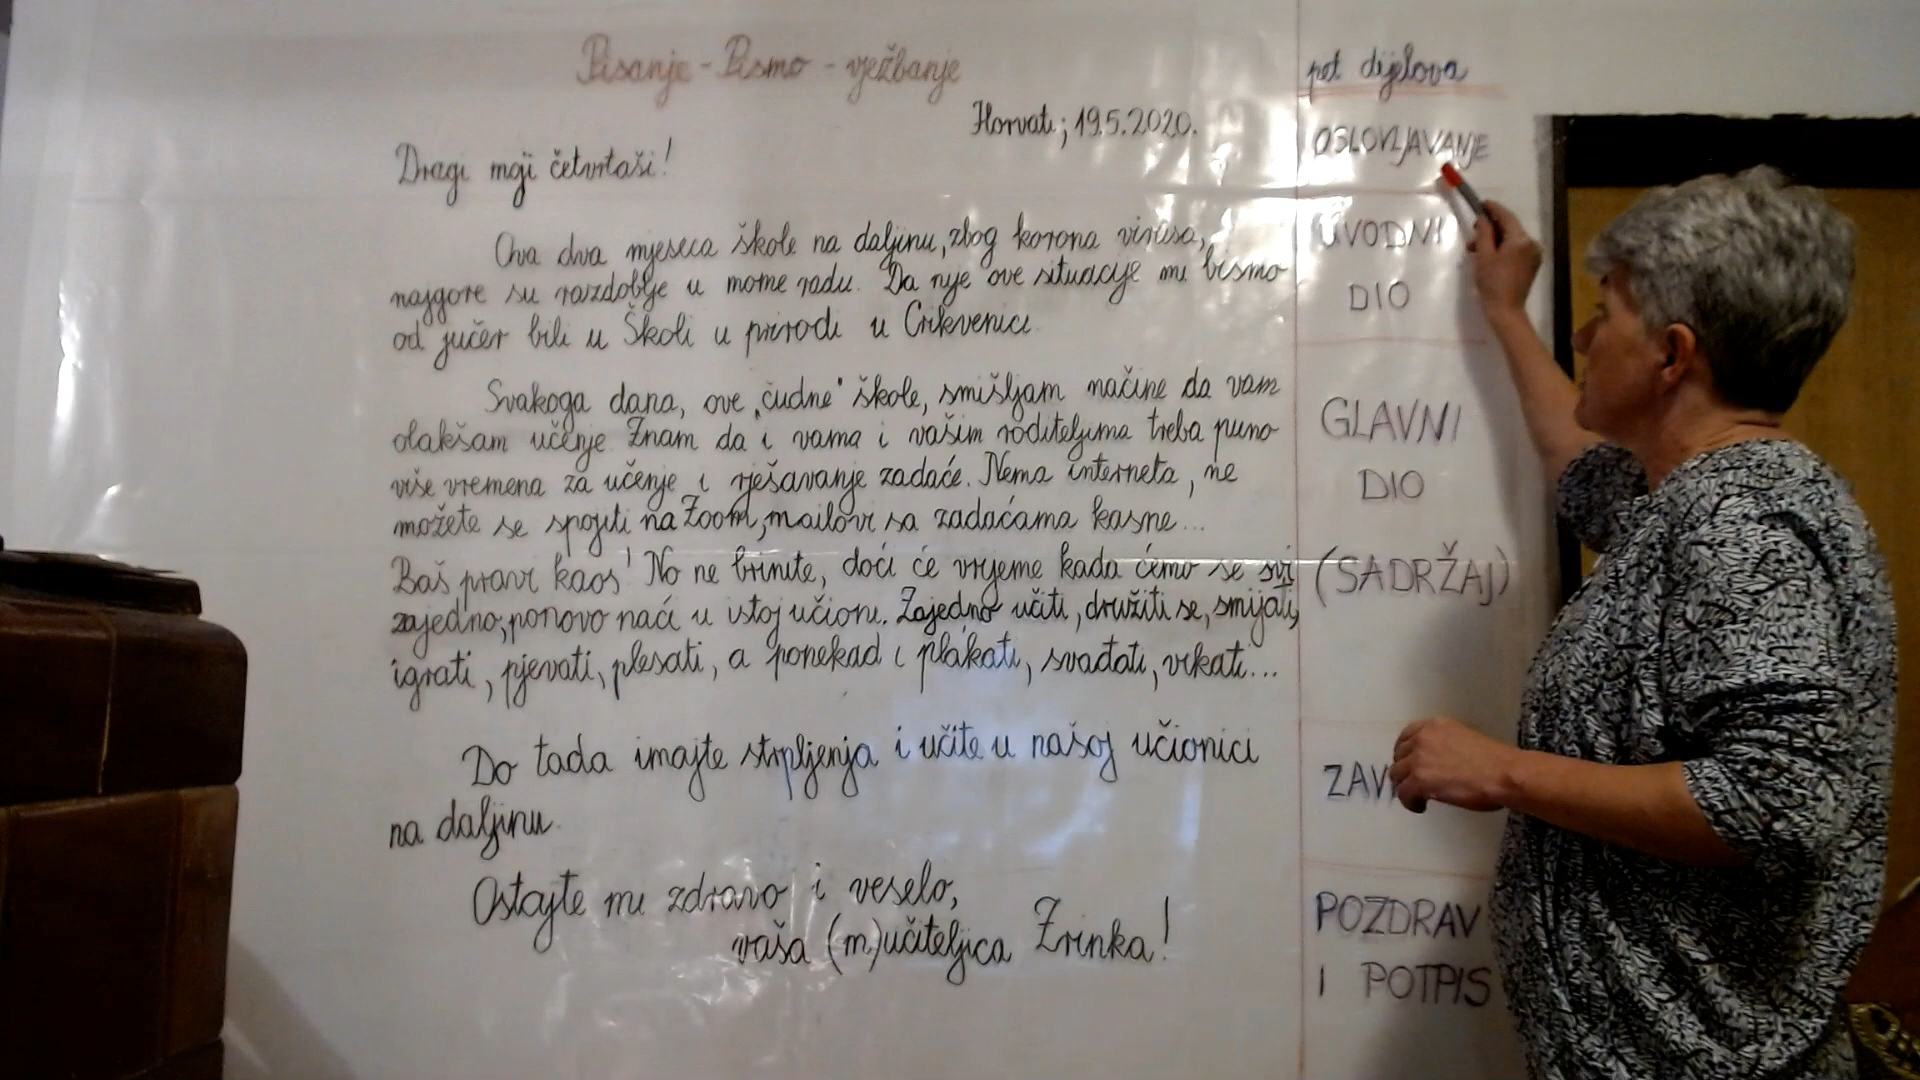 Pisanje - Pismo - vježbanje
Horvati; 19.5.2020.
Dragi moji četvrtaši!
Ova dva mjeseca škole na daljinu, zbog korona virusa,
najgore su razdoblje u mome radu. Da nije ove situacije mi bismo
od jučer bili u Školi u prirodi u Crikvenici.
Svakoga dana, ove „čudne" škole, smišljam načine da vam
olakšam učenje. Znam da i vama i vašim roditeljima treba puno
više vremena za učenje i rješavanje zadaće. Nema interneta, ne
možete se spojiti na Zoom, mailovi sa zadaćama kasne...
Baš pravi kaos! No ne brinite, doći će vrijeme kada ćemo se svi
zajedno, ponovo naći u istoj učioni. Zajedno učiti, družiti se, smijati,
igrati, pjevati, plesati, a ponekad i plakati, svađati, vikati...
Do tada imajte strpljenja i učite u našoj učionici
na daljinu.
Ostajte mi zdravo i veselo,
vaša (m)učiteljica Zrinka!
pet dijelova
OSLOVLJAVANJE
UVODNI
DIO
GLAVNI
DIO
(SADRŽAJ)
POZDRAV
I POTPIS